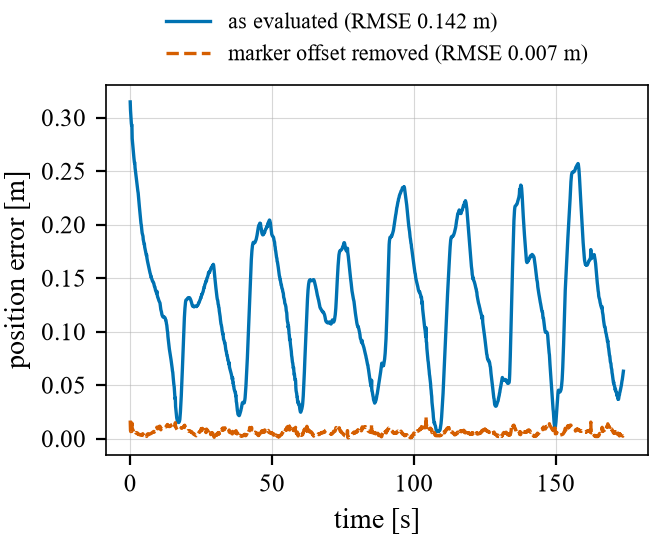 as evaluated (RMSE 0.142 m)
marker offset removed (RMSE 0.007 m)
0.30
0.25
0.20
0.15
0.10
0.05
0.00
position error [m]
0 50 100 150
time [s]